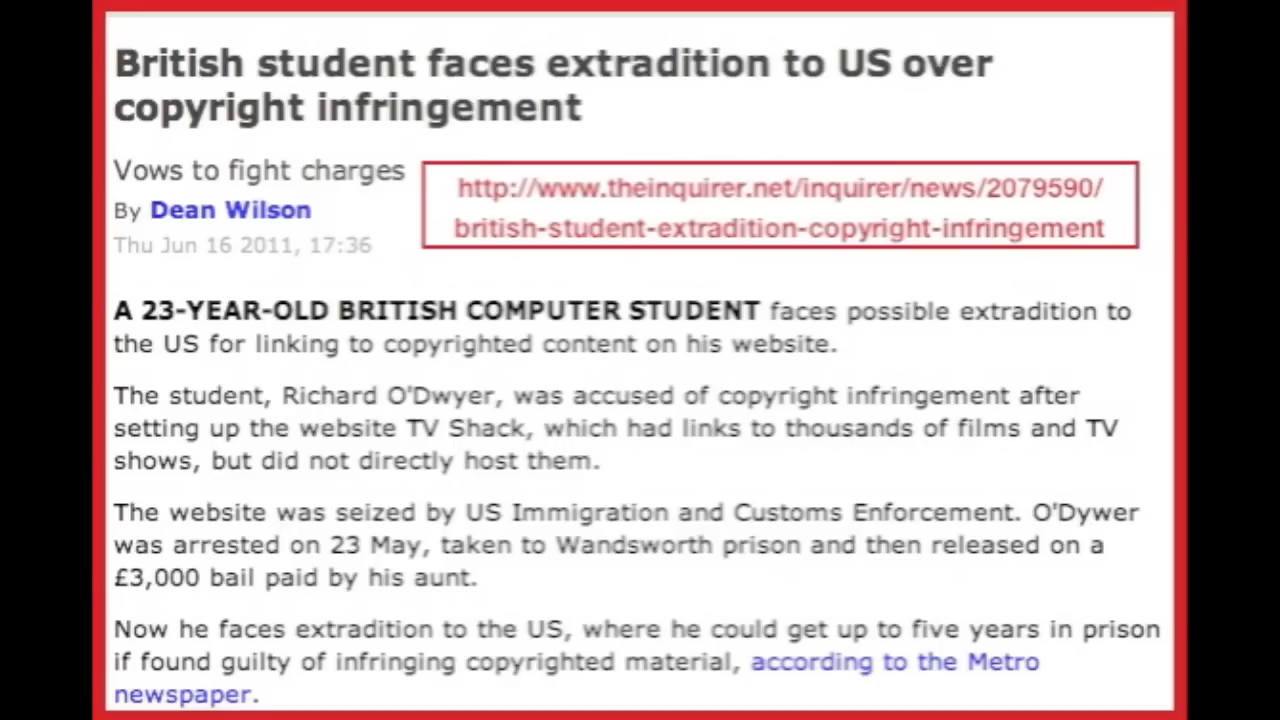 British student faces extradition to US over
copyright infringement
Vows to fight charges
By Dean Wilson
Thu Jun 16 2011, 17:36
http://www.theinquirer.net/inquirer/news/2079590/
british-student-extradition-copyright-infringement
A 23-YEAR-OLD BRITISH COMPUTER STUDENT faces possible extradition to
the US for linking to copyrighted content on his website.
The student, Richard O'Dwyer, was accused of copyright infringement after
setting up the website TV Shack, which had links to thousands of films and TV
shows, but did not directly host them.
The website was seized by US Immigration and Customs Enforcement. O'Dywer
was arrested on 23 May, taken to Wandsworth prison and then released on a
£3,000 bail paid by his aunt.
Now he faces extradition to the US, where he could get up to five years in prison
if found guilty of infringing copyrighted material, according to the Metro
newspaper.